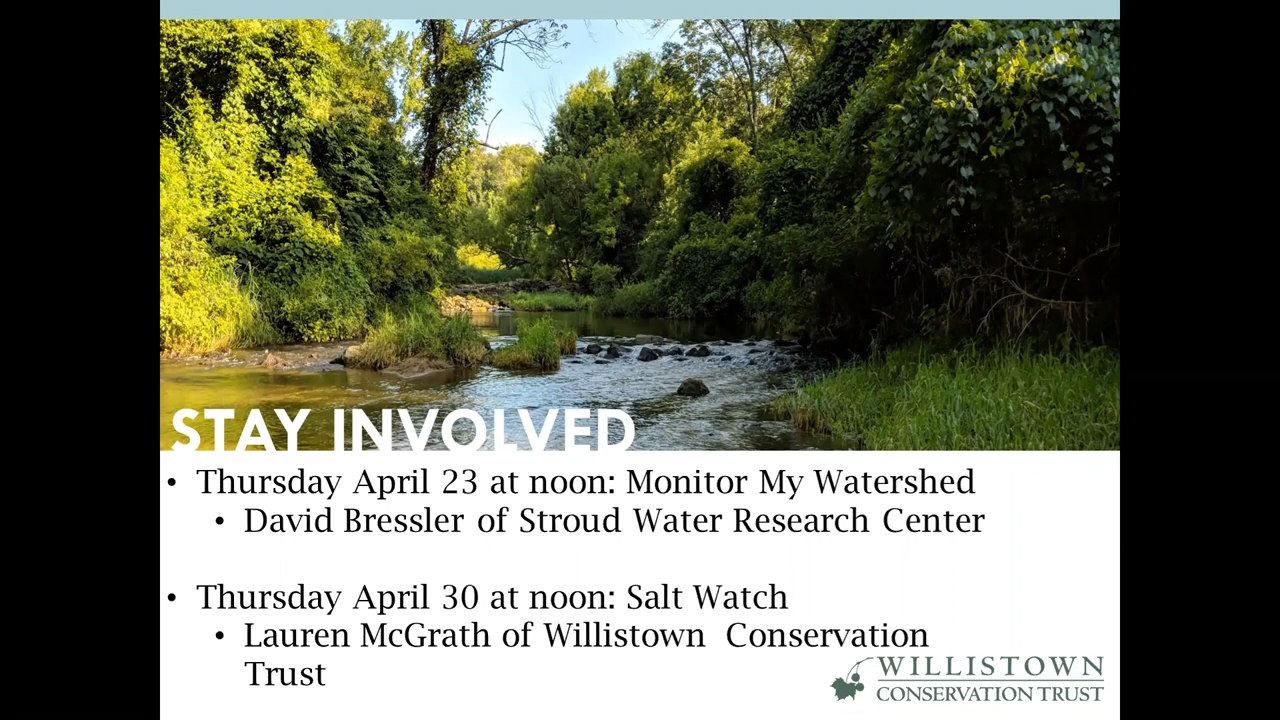 STAY INVOLVED
• Thursday April 23 at noon: Monitor My Watershed
• David Bressler of Stroud Water Research Center
• Thursday April 30 at noon: Salt Watch
• Lauren McGrath of Willistown  Conservation
Trust
WILLISTOWN
CONSERVATION TRUST